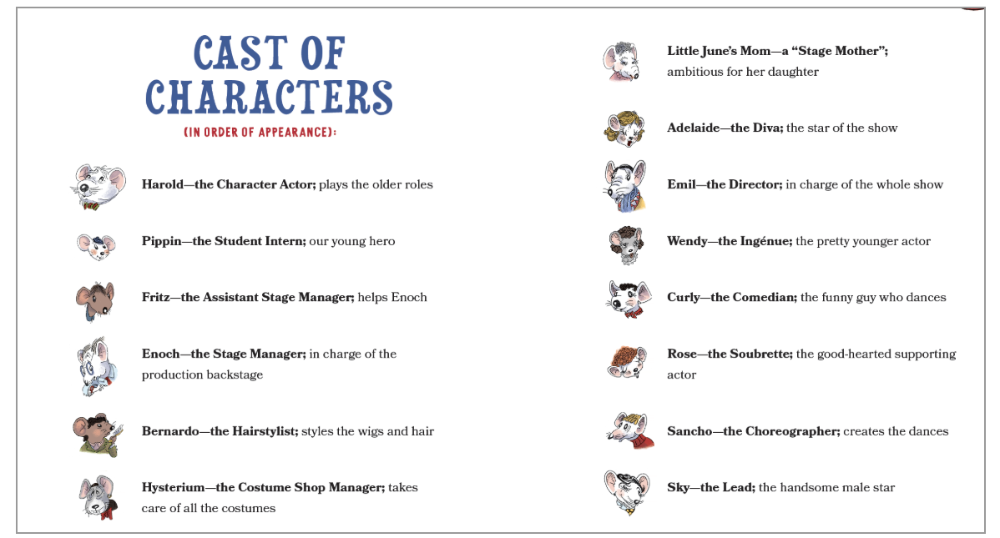 CAST OF
CHARACTERS
(IN ORDER OF APPEARANCE):
Harold—the Character Actor; plays the older roles
Pippin—the Student Intern; our young hero
Fritz—the Assistant Stage Manager; helps Enoch
Enoch—the Stage Manager; in charge of the
production backstage
Bernardo—the Hairstylist; styles the wigs and hair
Hysterium—the Costume Shop Manager; takes
care of all the costumes
Little June’s Mom—a “Stage Mother”;
ambitious for her daughter
Adelaide—the Diva; the star of the show
Emil—the Director; in charge of the whole show
Wendy—the Ingénue; the pretty younger actor
Curly—the Comedian; the funny guy who dances
Rose—the Soubrette; the good-hearted supporting
actor
Sancho—the Choreographer; creates the dances
Sky—the Lead; the handsome male star